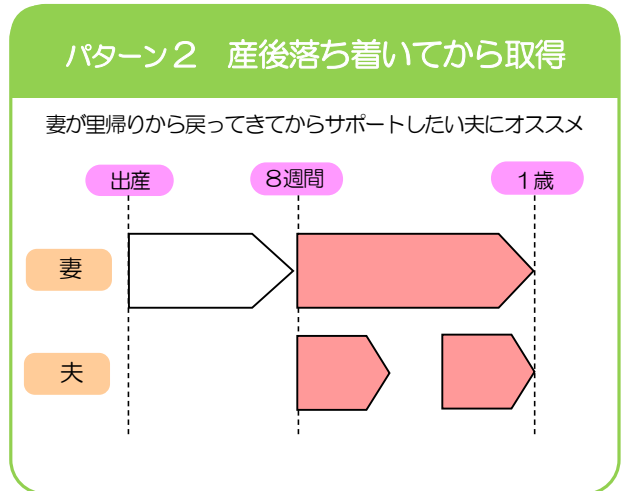 パターン２　産後落ち着いてから取得
妻が里帰りから戻ってきてからサポートしたい夫にオススメ
出産
８週間
１歳
妻
夫